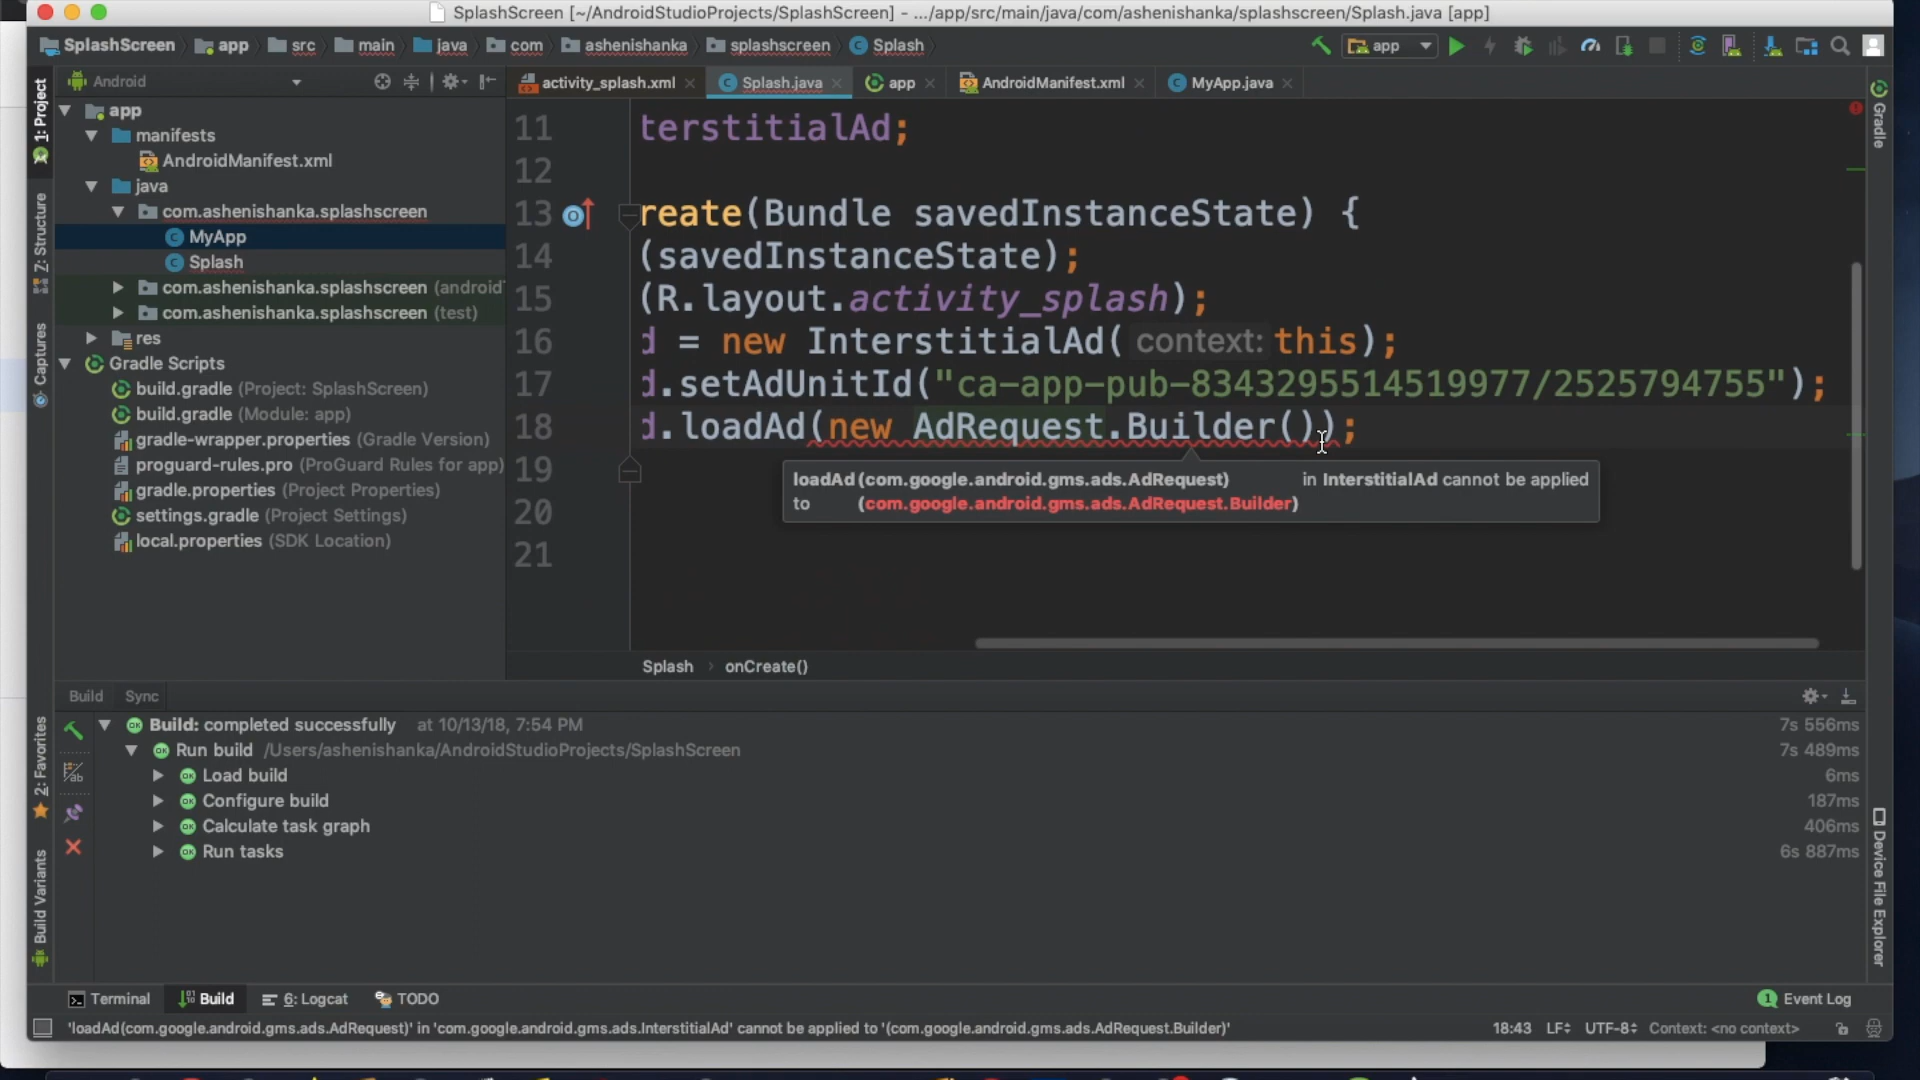 SplashScreen [~/AndroidStudioProjects/SplashScreen] - .../app/src/main/java/com/ashenishanka/splashscreen/Splash.java [app]
SplashScreen app src main java com ashenishanka splashscreen Splash app
Android
activity_splash.xml Splash.java app AndroidManifest.xml MyApp.java
1: Project
Z: Structure
Captures
2: Favorites
Build Variants
app
manifests
AndroidManifest.xml
java
com.ashenishanka.splashscreen
MyApp
Splash
com.ashenishanka.splashscreen (android
com.ashenishanka.splashscreen (test)
res
Gradle Scripts
build.gradle (Project: SplashScreen)
build.gradle (Module: app)
gradle-wrapper.properties (Gradle Version)
proguard-rules.pro (ProGuard Rules for app)
gradle.properties (Project Properties)
settings.gradle (Project Settings)
local.properties (SDK Location)
11 terstitialAd;
12
13 reate(Bundle savedInstanceState) {
14 (savedInstanceState);
15 (R.layout.activity_splash);
16 d = new InterstitialAd( context: this);
17 d.setAdUnitId("ca-app-pub-8343295514519977/2525794755");
18 d.loadAd(new AdRequest.Builder());
19
20
21
loadAd (com.google.android.gms.ads.AdRequest) in InterstitialAd cannot be applied
to (com.google.android.gms.ads.AdRequest.Builder)
Splash › onCreate()
Gradle
Device File Explorer
Build Sync
Build: completed successfully at 10/13/18, 7:54 PM 7s 556ms
Run build /Users/ashenishanka/AndroidStudioProjects/SplashScreen 7s 489ms
Load build 6ms
Configure build 187ms
Calculate task graph 406ms
Run tasks 6s 887ms
Terminal Build 6: Logcat TODO 1 Event Log
'loadAd(com.google.android.gms.ads.AdRequest)' in 'com.google.android.gms.ads.InterstitialAd' cannot be applied to '(com.google.android.gms.ads.AdRequest.Builder)' 18:43 LF UTF-8 Context: <no context>